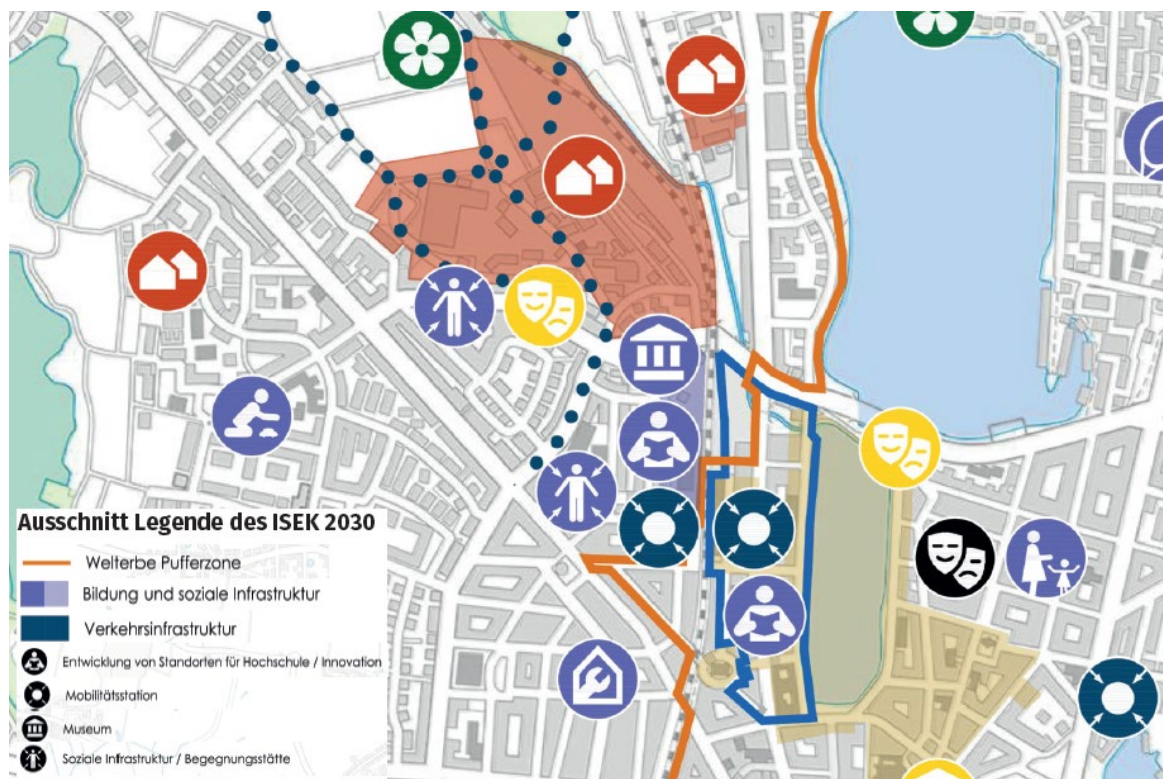 Ausschnitt Legende des ISEK 2030
Welterbe Pufferzone
Bildung und soziale Infrastruktur
Verkehrsinfrastruktur
Entwicklung von Standorten für Hochschule / Innovation
Mobilitätsstation
Museum
Soziale Infrastruktur / Begegnungsstätte